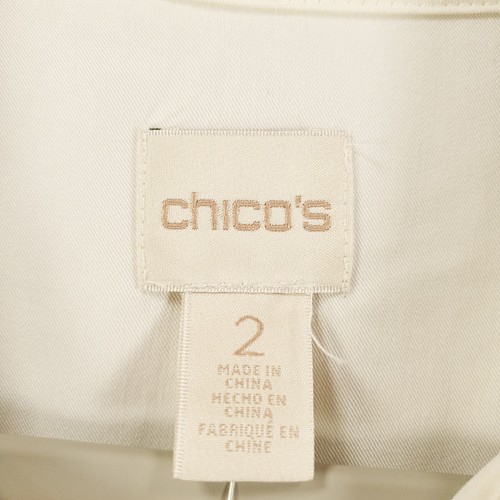 chico's
2
MADE IN
CHINA
HECHO EN
CHINA
FABRIQUÉ EN
CHINE